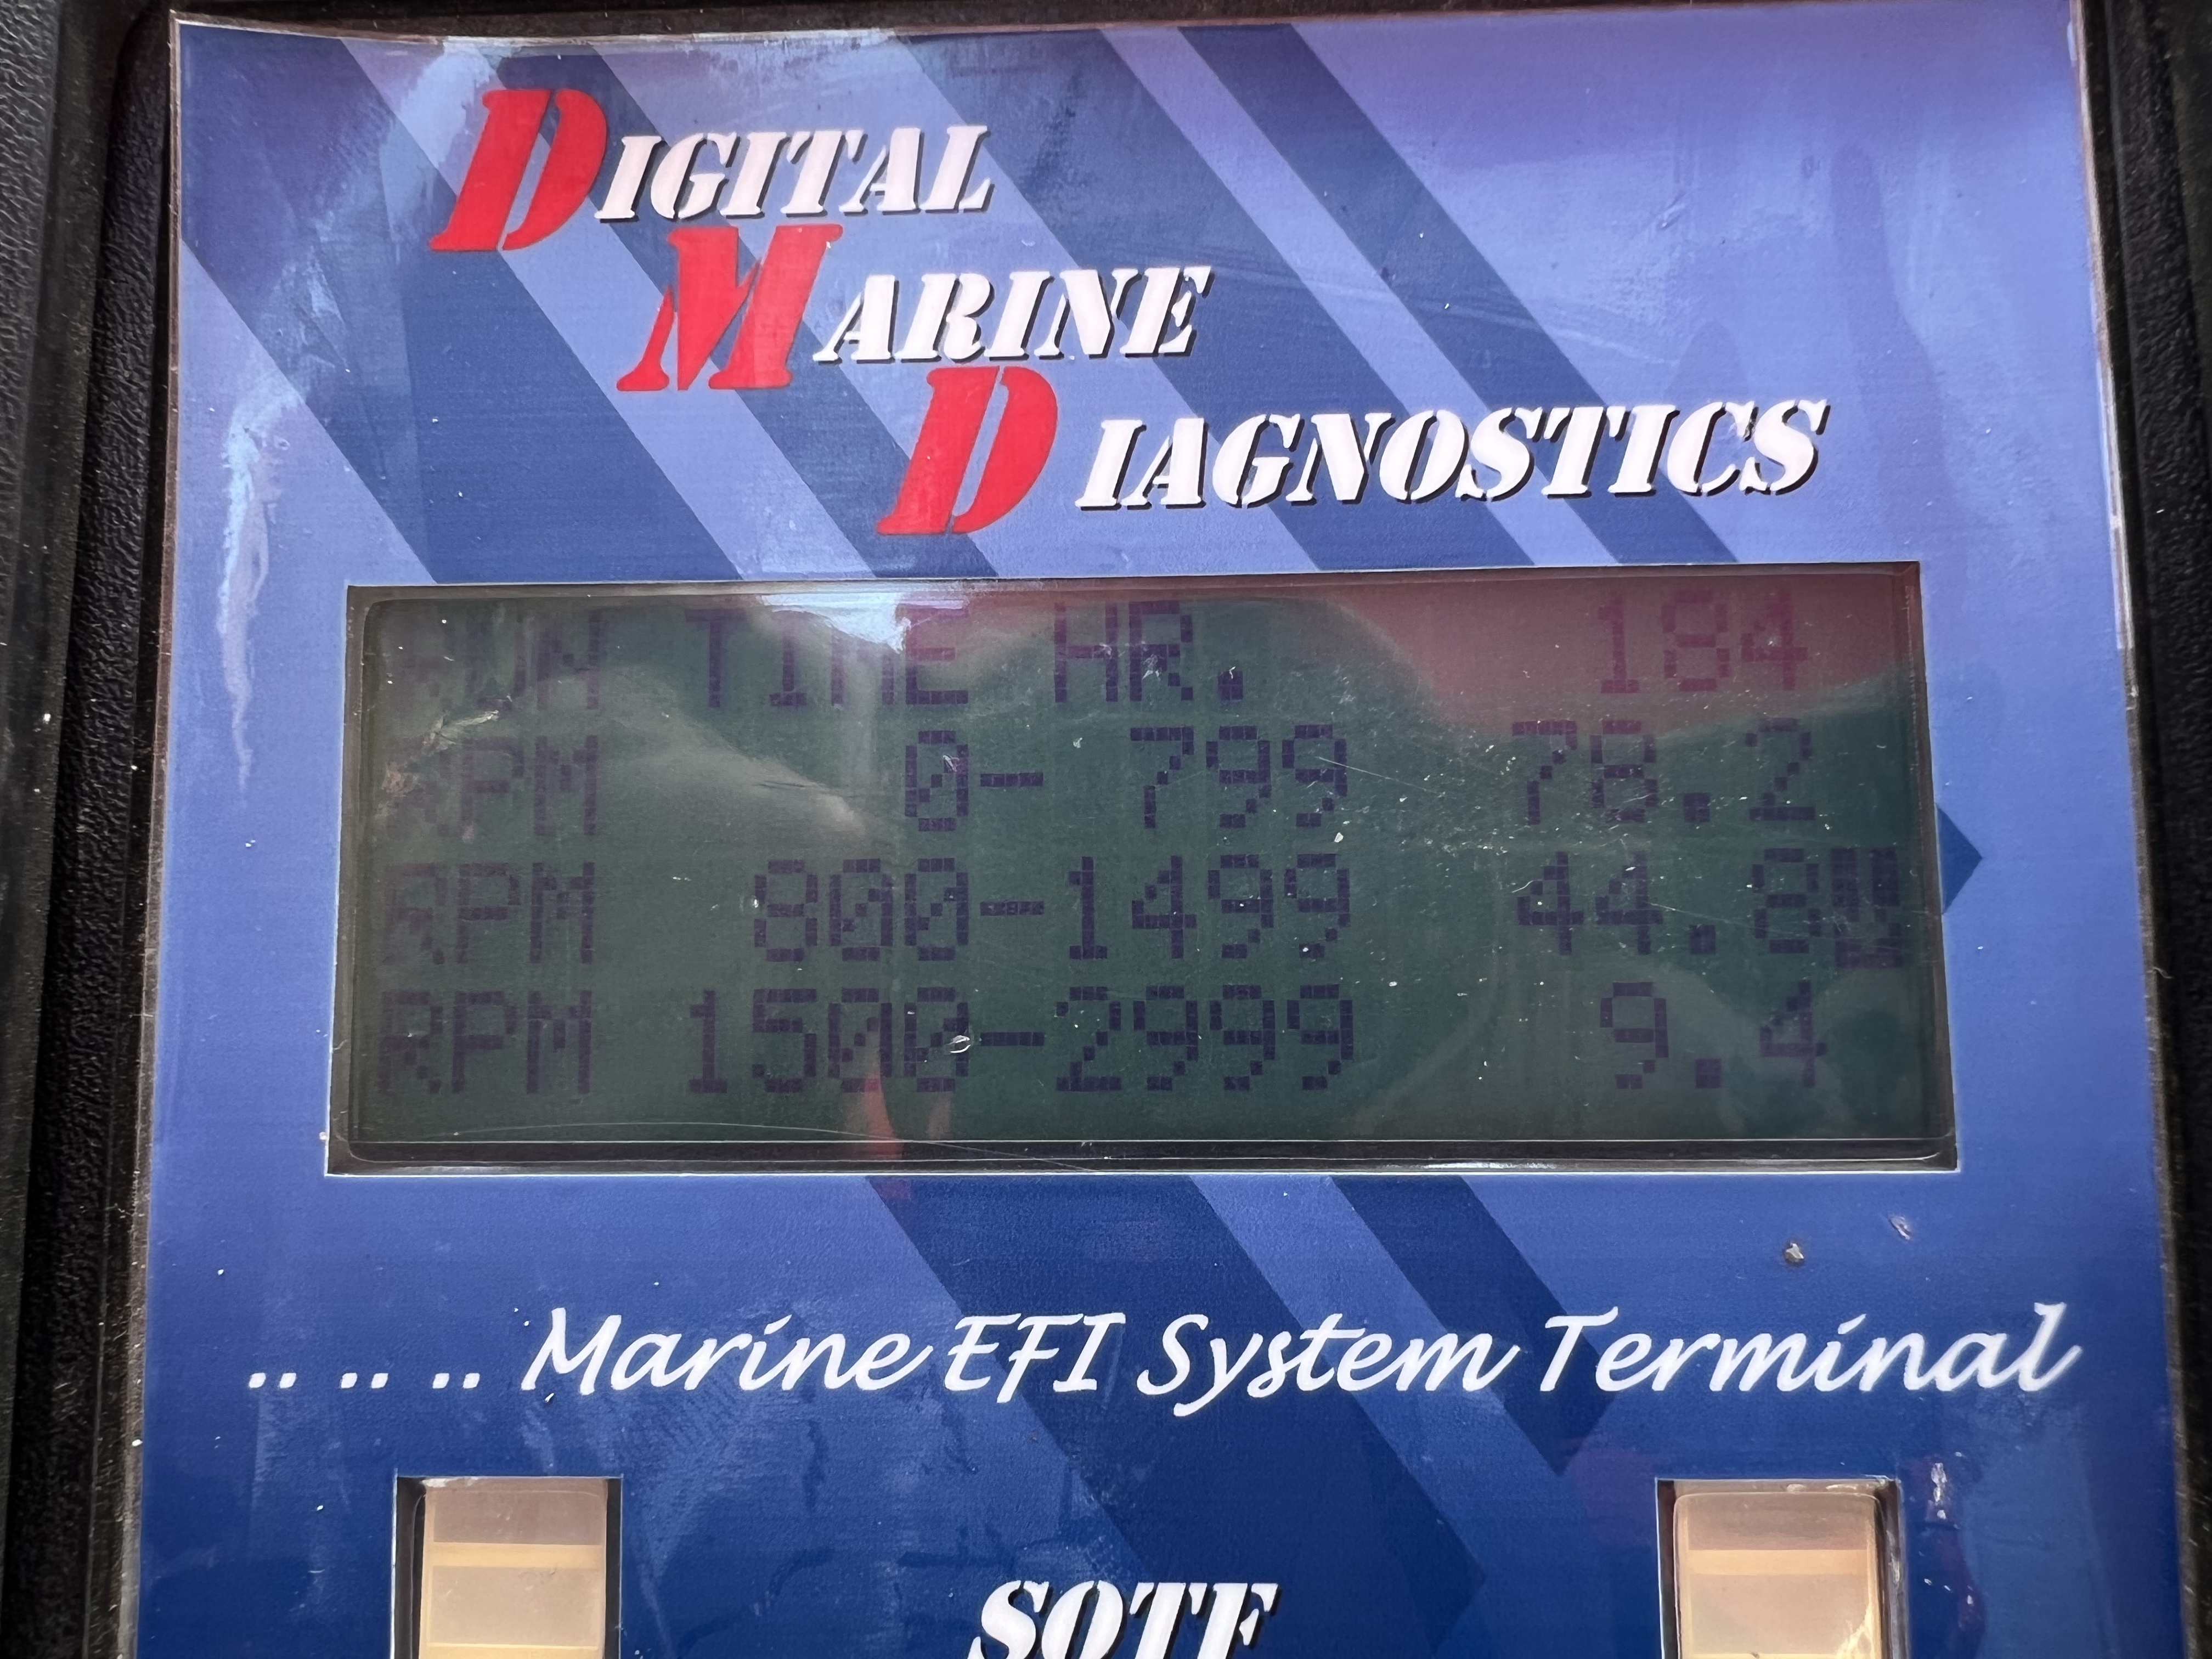 DIGITAL
MARINE
DIAGNOSTICS
RUN TIME HR. 184
RPM 0- 799 78.2
RPM 800-1499 44.8
RPM 1500-2999 9.4
.. .. .. Marine EFI System Terminal
SOTF